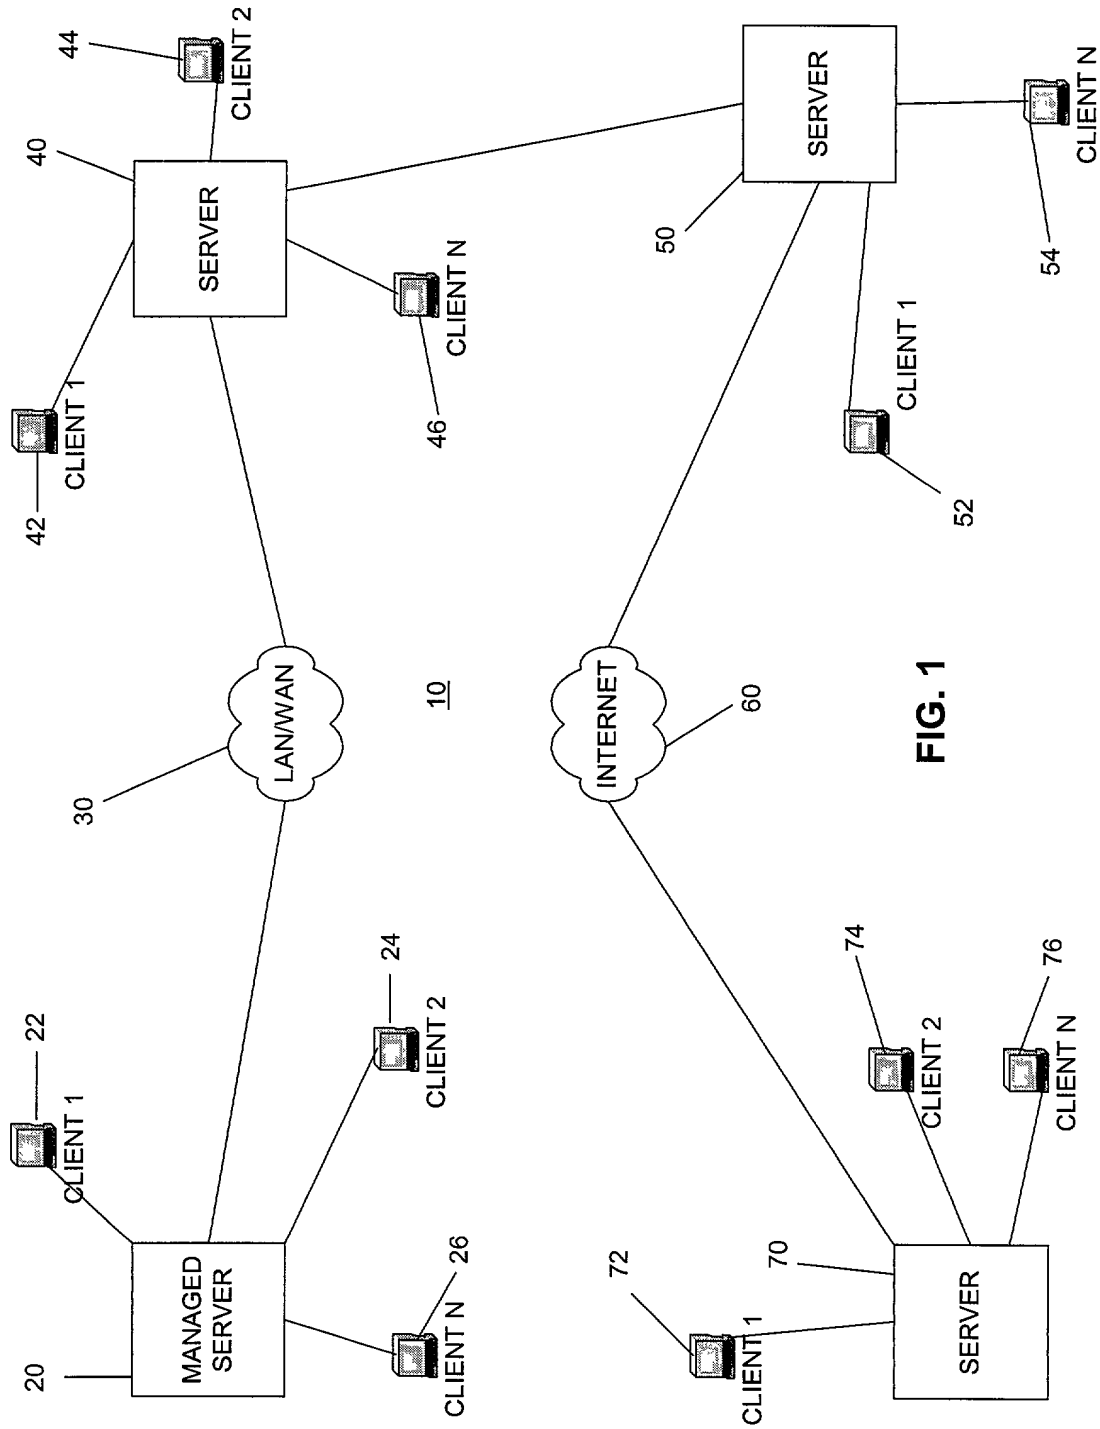 20
22
42
40
44
CLIENT 1
30
CLIENT 1
MANAGED
SERVER
SERVER
CLIENT 2
LAN/WAN
24
CLIENT 2
26
CLIENT N
10
46
CLIENT N
INTERNET
72
50
CLIENT 1
60
70
SERVER
74
CLIENT 1
CLIENT 2
FIG. 1
52
SERVER
76
54
CLIENT N
CLIENT N